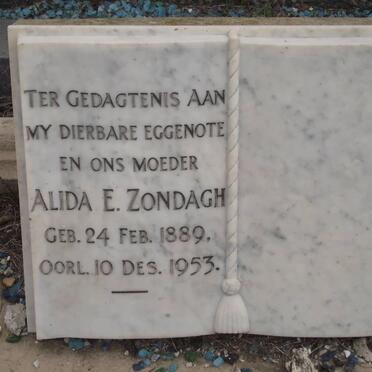 TER GEDAGTENIS AAN
MY DIERBARE EGGENOTE
EN ONS MOEDER
ALIDA E. ZONDAGH
GEB. 24 FEB. 1889.
OORL. 10 DES. 1953.